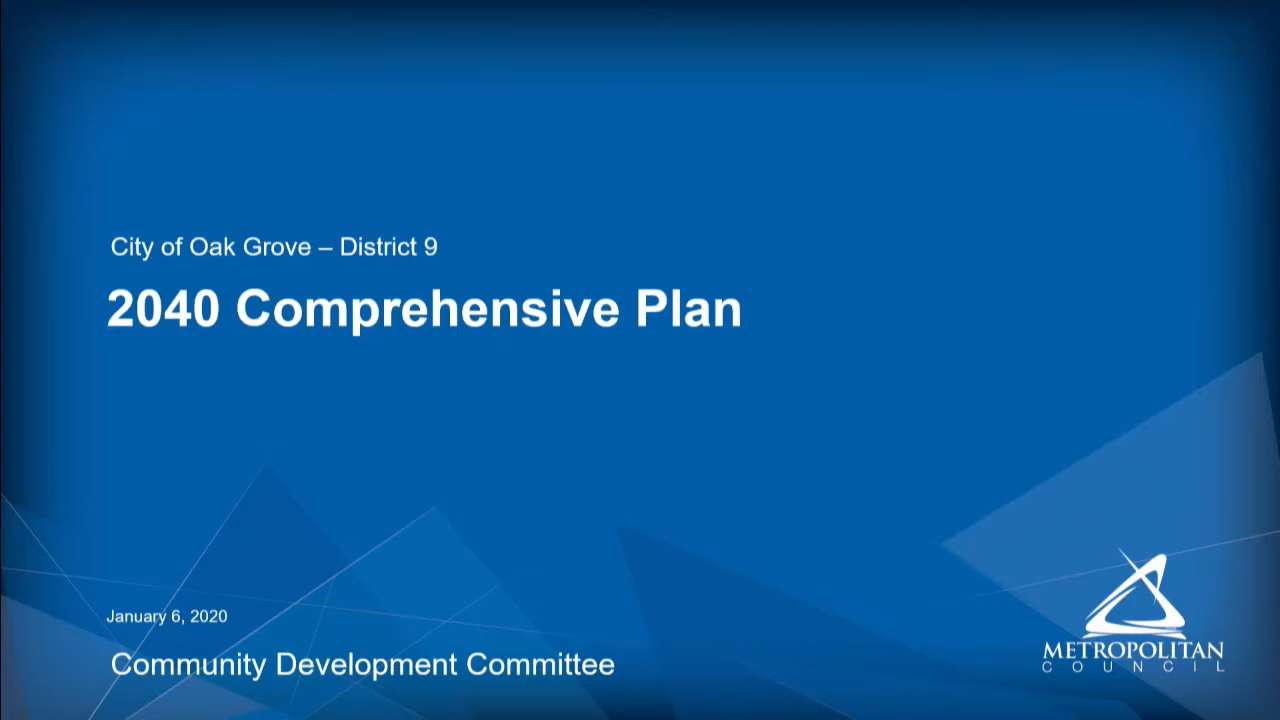 City of Oak Grove – District 9
2040 Comprehensive Plan
January 6, 2020
Community Development Committee
METROPOLITAN
COUNCIL